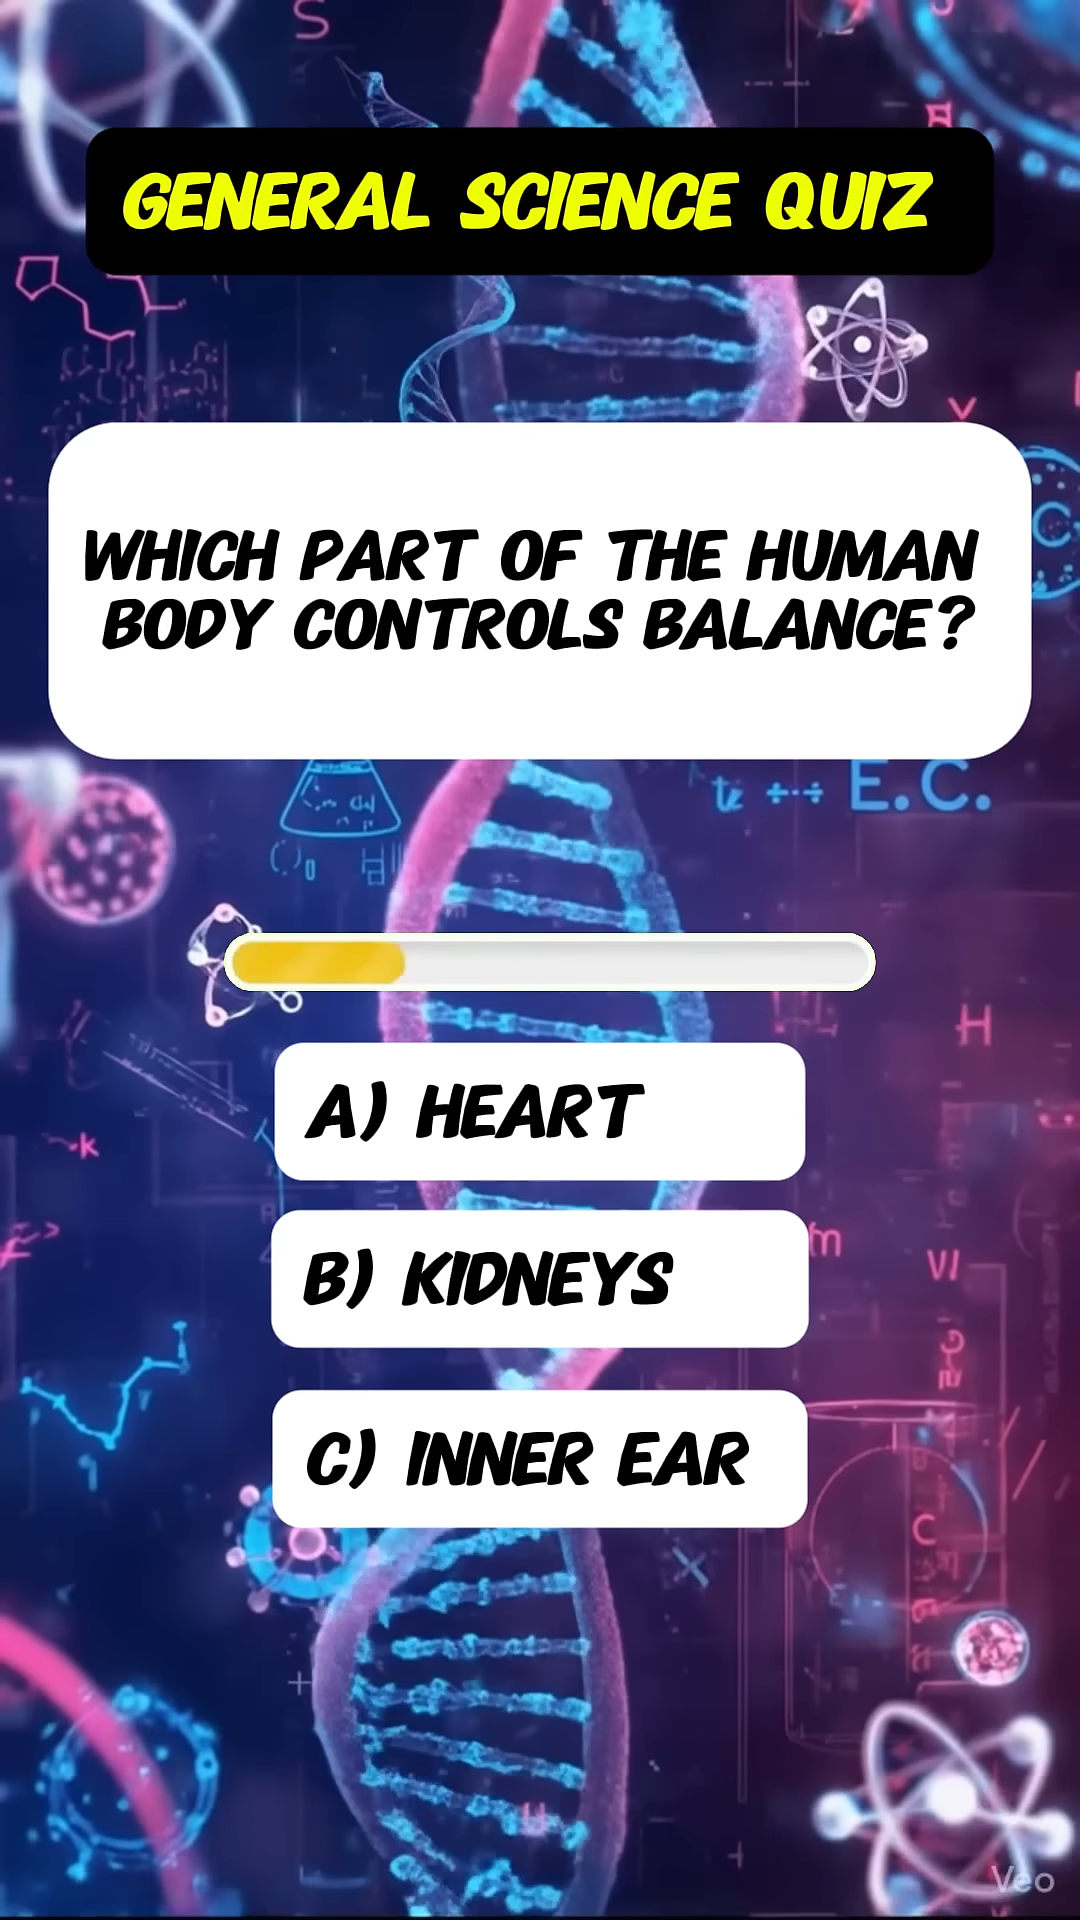 GENERAL SCIENCE QUIZ
WHICH PART OF THE HUMAN
BODY CONTROLS BALANCE?
E.C.
A) HEART
B) KIDNEYS
C) INNER EAR
Veo